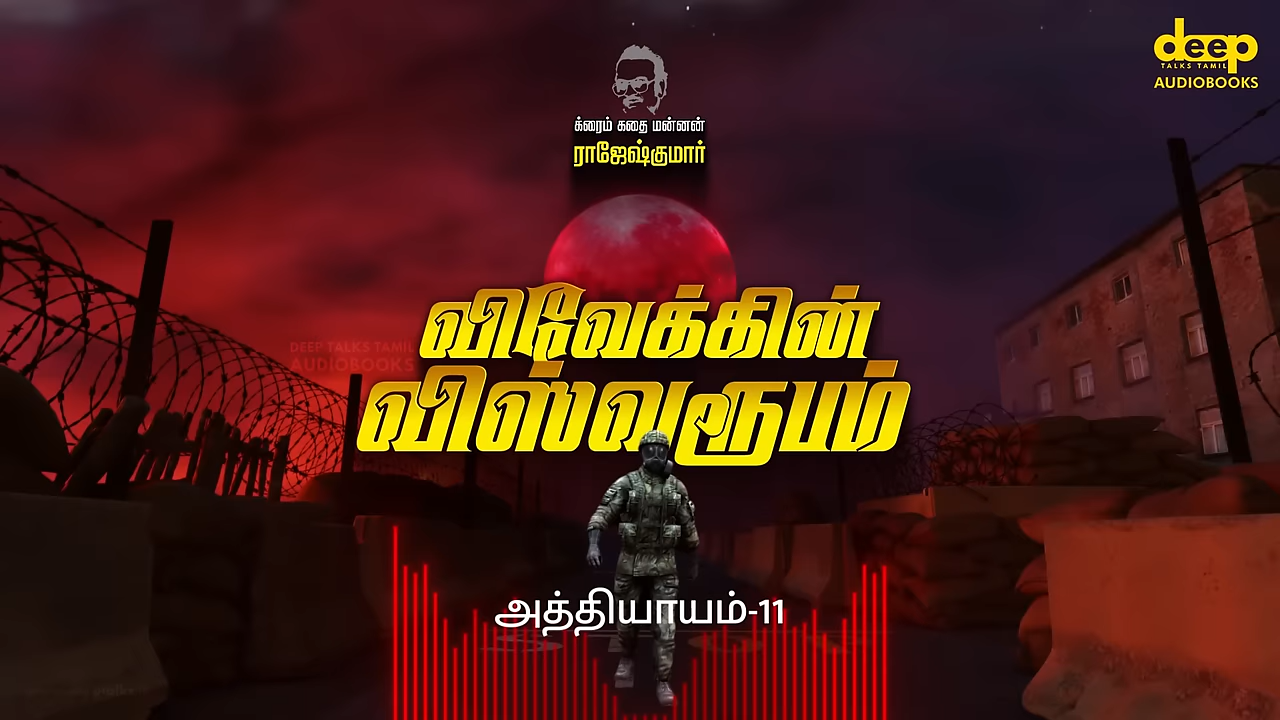 deep
TALKS TAMIL
AUDIOBOOKS
க்ரைம் கதை மன்னன்
ராஜேஷ்குமார்
விவேக்கின்
விஸ்வரூபம்
DEEP TALKS TAMIL
AUDIOBOOKS
அத்தியாயம்-11